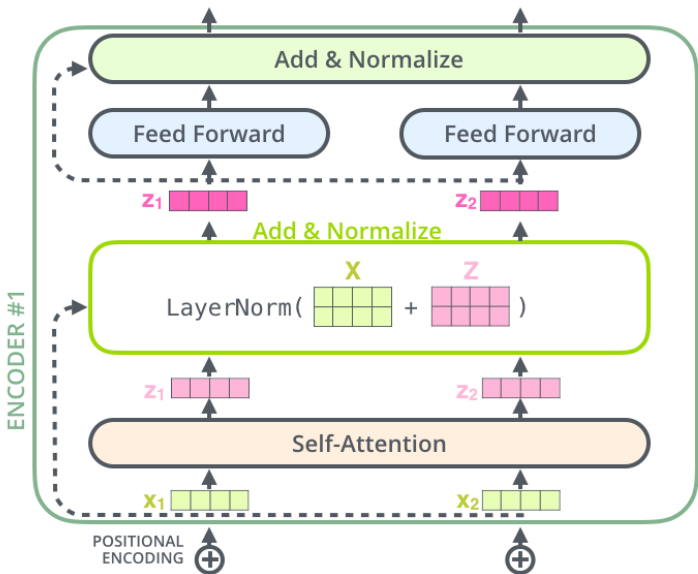 Add & Normalize
Feed Forward Feed Forward
z1 z2
Add & Normalize
X Z
LayerNorm( + )
z1 z2
Self-Attention
x1 x2
POSITIONAL
ENCODING
ENCODER #1